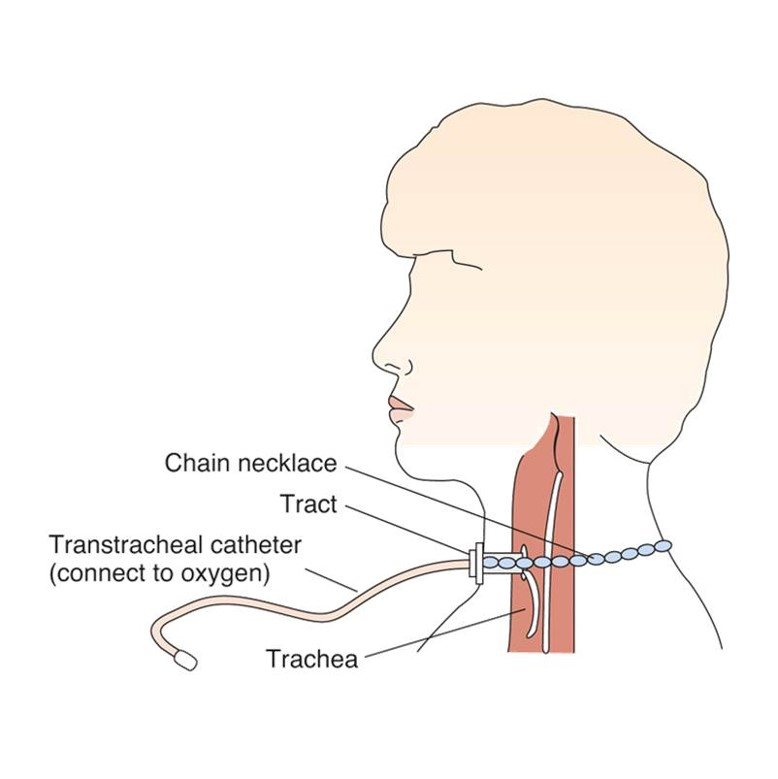 Chain necklace
Tract
Transtracheal catheter
(connect to oxygen)
Trachea